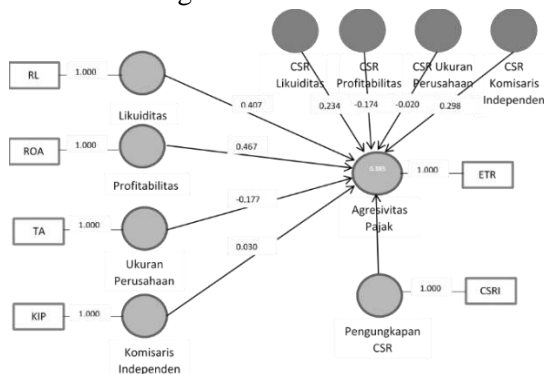 CSR
Likuiditas
CSR
Profitabilitas
CSR Ukuran
Perusahaan
CSR
Komisaris
Independen
0.234
-0.174
-0.020
0.298
RL
1.000
Likuiditas
0.407
ROA
1.000
Profitabilitas
0.467
1.000
ETR
Agresivitas
Pajak
TA
1.000
Ukuran
Perusahaan
-0.177
KIP
1.000
Komisaris
Independen
0.030
1.000
CSRI
Pengungkapan
CSR